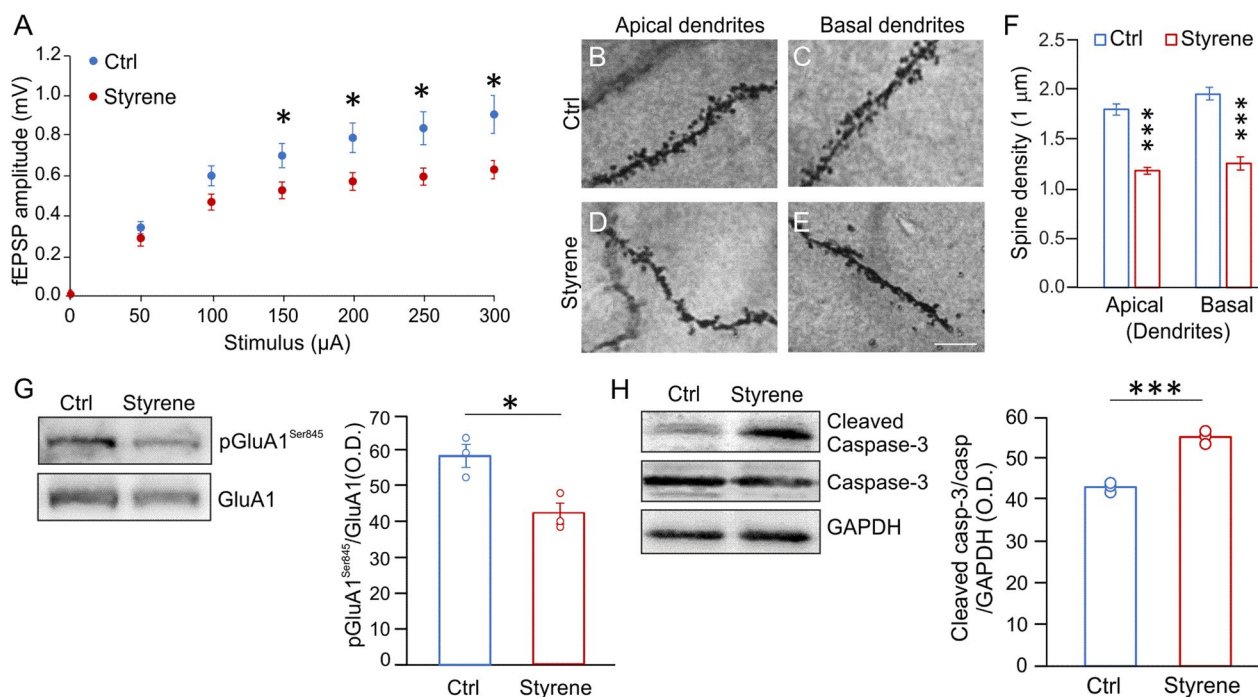 A
1.2
1.0
0.8
0.6
0.4
0.2
0.0
fEPSP amplitude (mV)
Ctrl
Styrene
*
*
*
*
0
50
100
150
200
250
300
Stimulus (µA)
Apical dendrites
Basal dendrites
Ctrl
Styrene
B
C
D
E
F
Ctrl
Styrene
2.5
2.0
1.5
1.0
0.5
0.0
Spine density (1 µm)
***
***
Apical
Basal
(Dendrites)
G
Ctrl
Styrene
pGluA1Ser845
GluA1
70
60
50
40
30
20
10
0
pGluA1Ser845/GluA1(O.D.)
*
Ctrl
Styrene
H
Ctrl
Styrene
Cleaved
Caspase-3
Caspase-3
GAPDH
60
50
40
30
20
10
0
Cleaved casp-3/casp
/GAPDH (O.D.)
***
Ctrl
Styrene